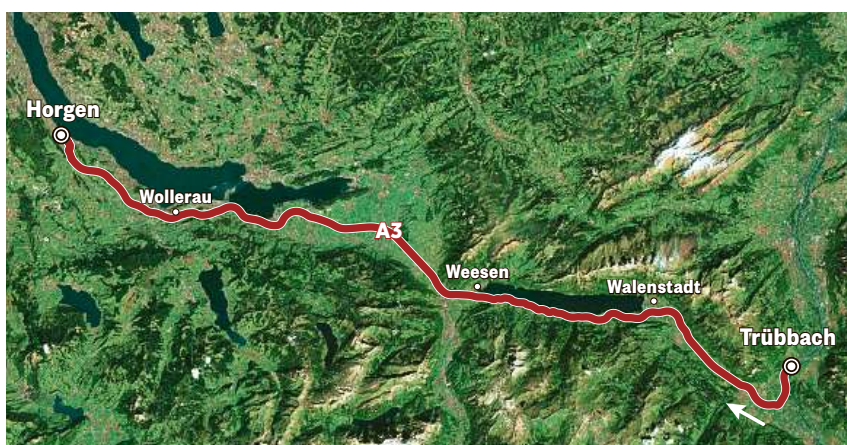 Horgen
Wollerau
A3
Weesen
Walenstadt
Trübbach